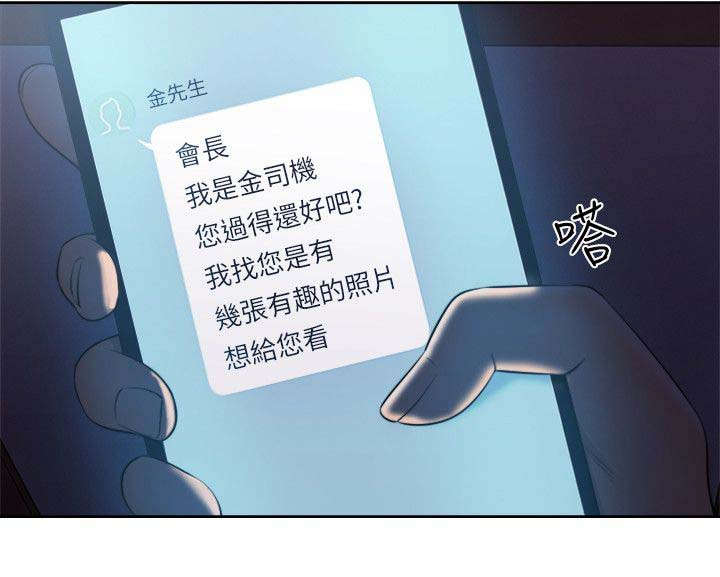 金先生
會長
我是金司機
您過得還好吧?
我找您是有
幾張有趣的照片
想給您看
嗒